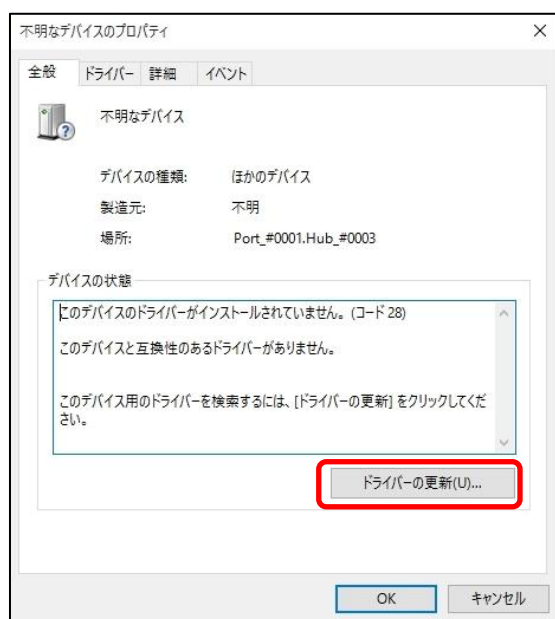 不明なデバイスのプロパティ
全般 ドライバー 詳細 イベント
不明なデバイス
デバイスの種類: ほかのデバイス
製造元: 不明
場所: Port_#0001.Hub_#0003
デバイスの状態
このデバイスのドライバーがインストールされていません。(コード 28)
このデバイスと互換性のあるドライバーがありません。
このデバイス用のドライバーを検索するには、[ドライバーの更新] をクリックしてくだ
さい。
ドライバーの更新(U)...
OK キャンセル